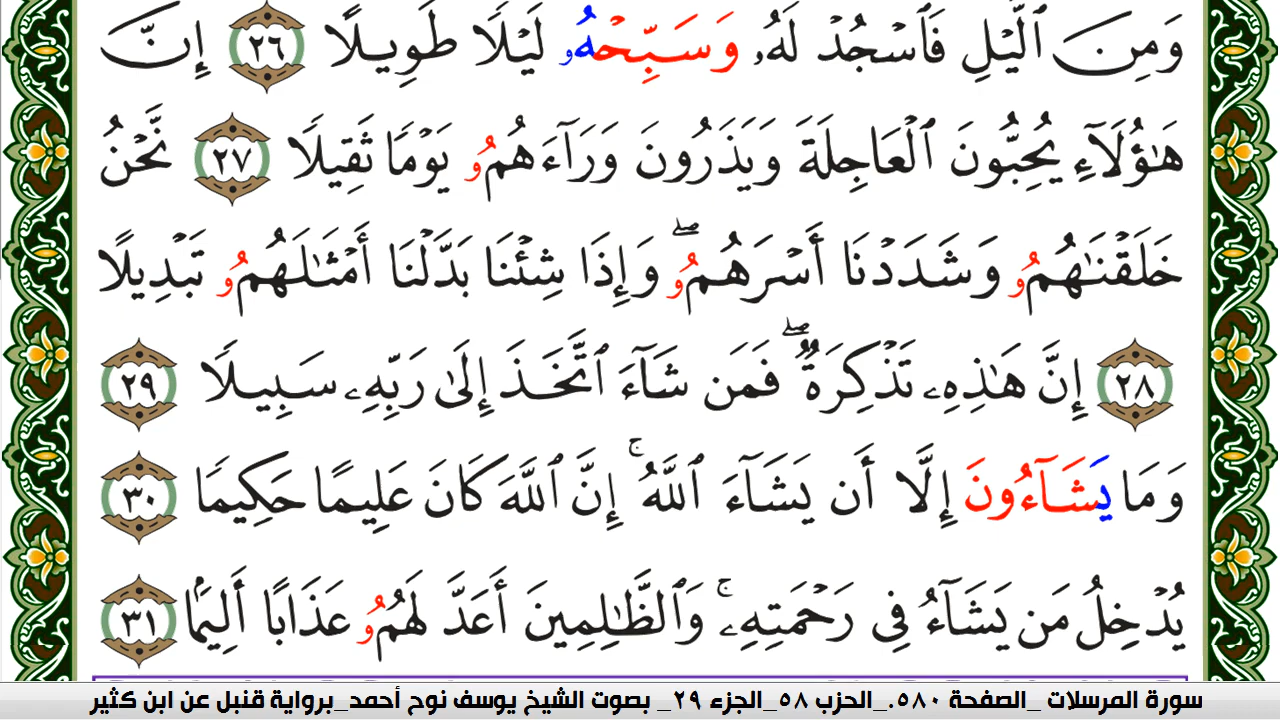 وَمِنَ ٱلَّيۡلِ فَٱسۡجُدۡ لَهُۥ وَسَبِّحۡهُۥ لَيۡلٗا طَوِيلًا ٢٦ إِنَّ
هَٰٓؤُلَآءِ يُحِبُّونَ ٱلۡعَاجِلَةَ وَيَذَرُونَ وَرَآءَهُمُۥ يَوۡمٗا ثَقِيلٗا ٢٧ نَّحۡنُ
خَلَقۡنَٰهُمُۥ وَشَدَدۡنَا أَسۡرَهُمُۥۖ وَإِذَا شِئۡنَا بَدَّلۡنَا أَمۡثَٰلَهُمُۥ تَبۡدِيلًا
٢٨ إِنَّ هَٰذِهِۦ تَذۡكِرَةٞۖ فَمَن شَآءَ ٱتَّخَذَ إِلَىٰ رَبِّهِۦ سَبِيلٗا ٢٩
وَمَا يَشَآءُونَ إِلَّا أَن يَشَآءَ ٱللَّهُۚ إِنَّ ٱللَّهَ كَانَ عَلِيمًا حَكِيمٗا ٣٠
يُدۡخِلُ مَن يَشَآءُ فِي رَحۡمَتِهِۦۚ وَٱلظَّٰلِمِينَ أَعَدَّ لَهُمُۥ عَذَابًا أَلِيمَۢا ٣١
سورة المرسلات _الصفحة ٥٨٠._الحزب ٥٨_الجزء ٢٩_ بصوت الشيخ يوسف نوح أحمد_برواية قنبل عن ابن كثير